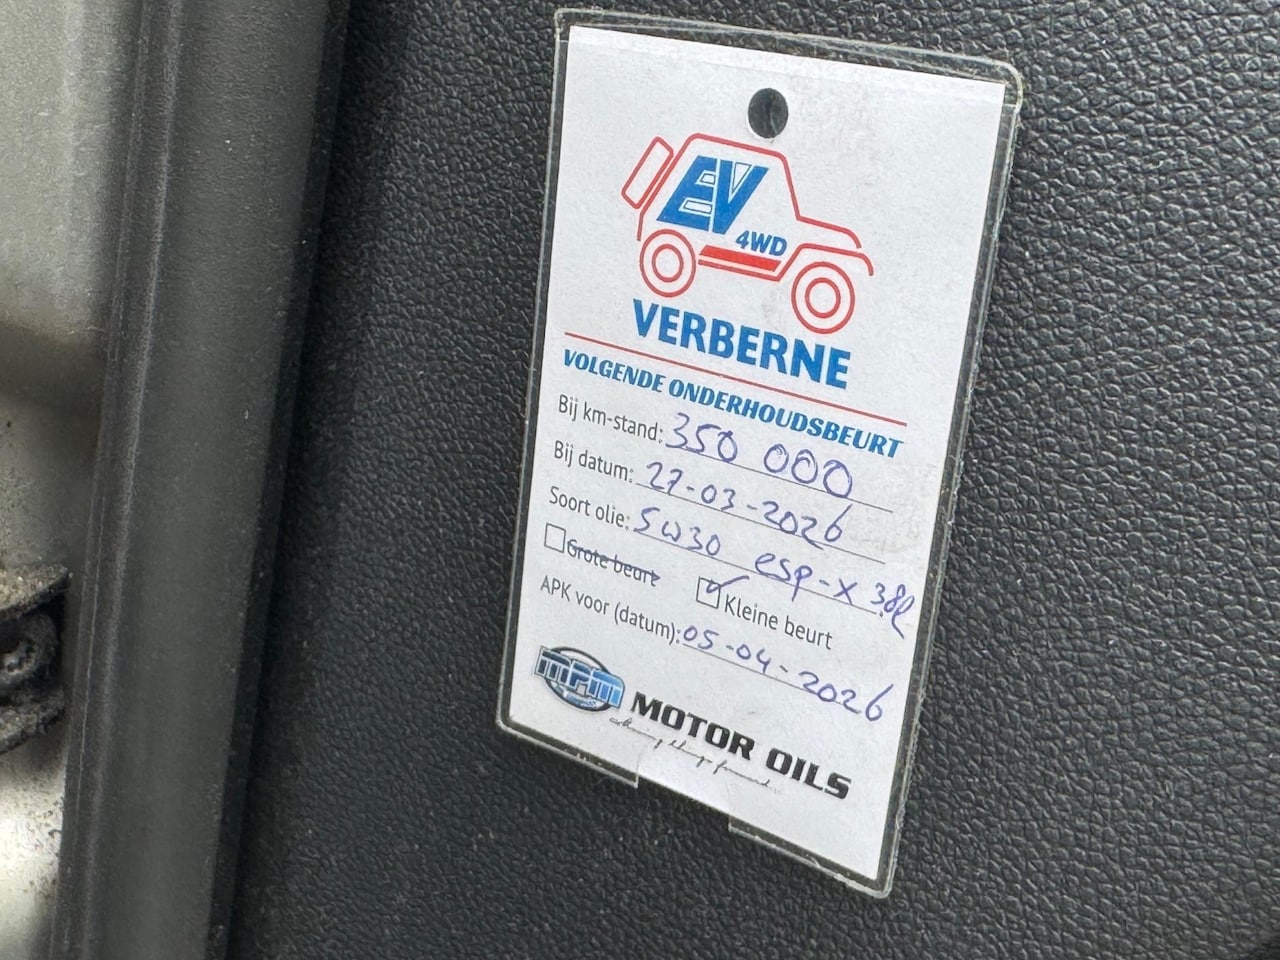 EV
4WD
VERBERNE
VOLGENDE ONDERHOUDSBEURT
Bij km-stand: 350 000
Bij datum: 27-03-2026
Soort olie: 5w30 esp-x 3.8l
Grote beurt Kleine beurt
APK voor (datum): 05-04-2026
MPM MOTOR OILS